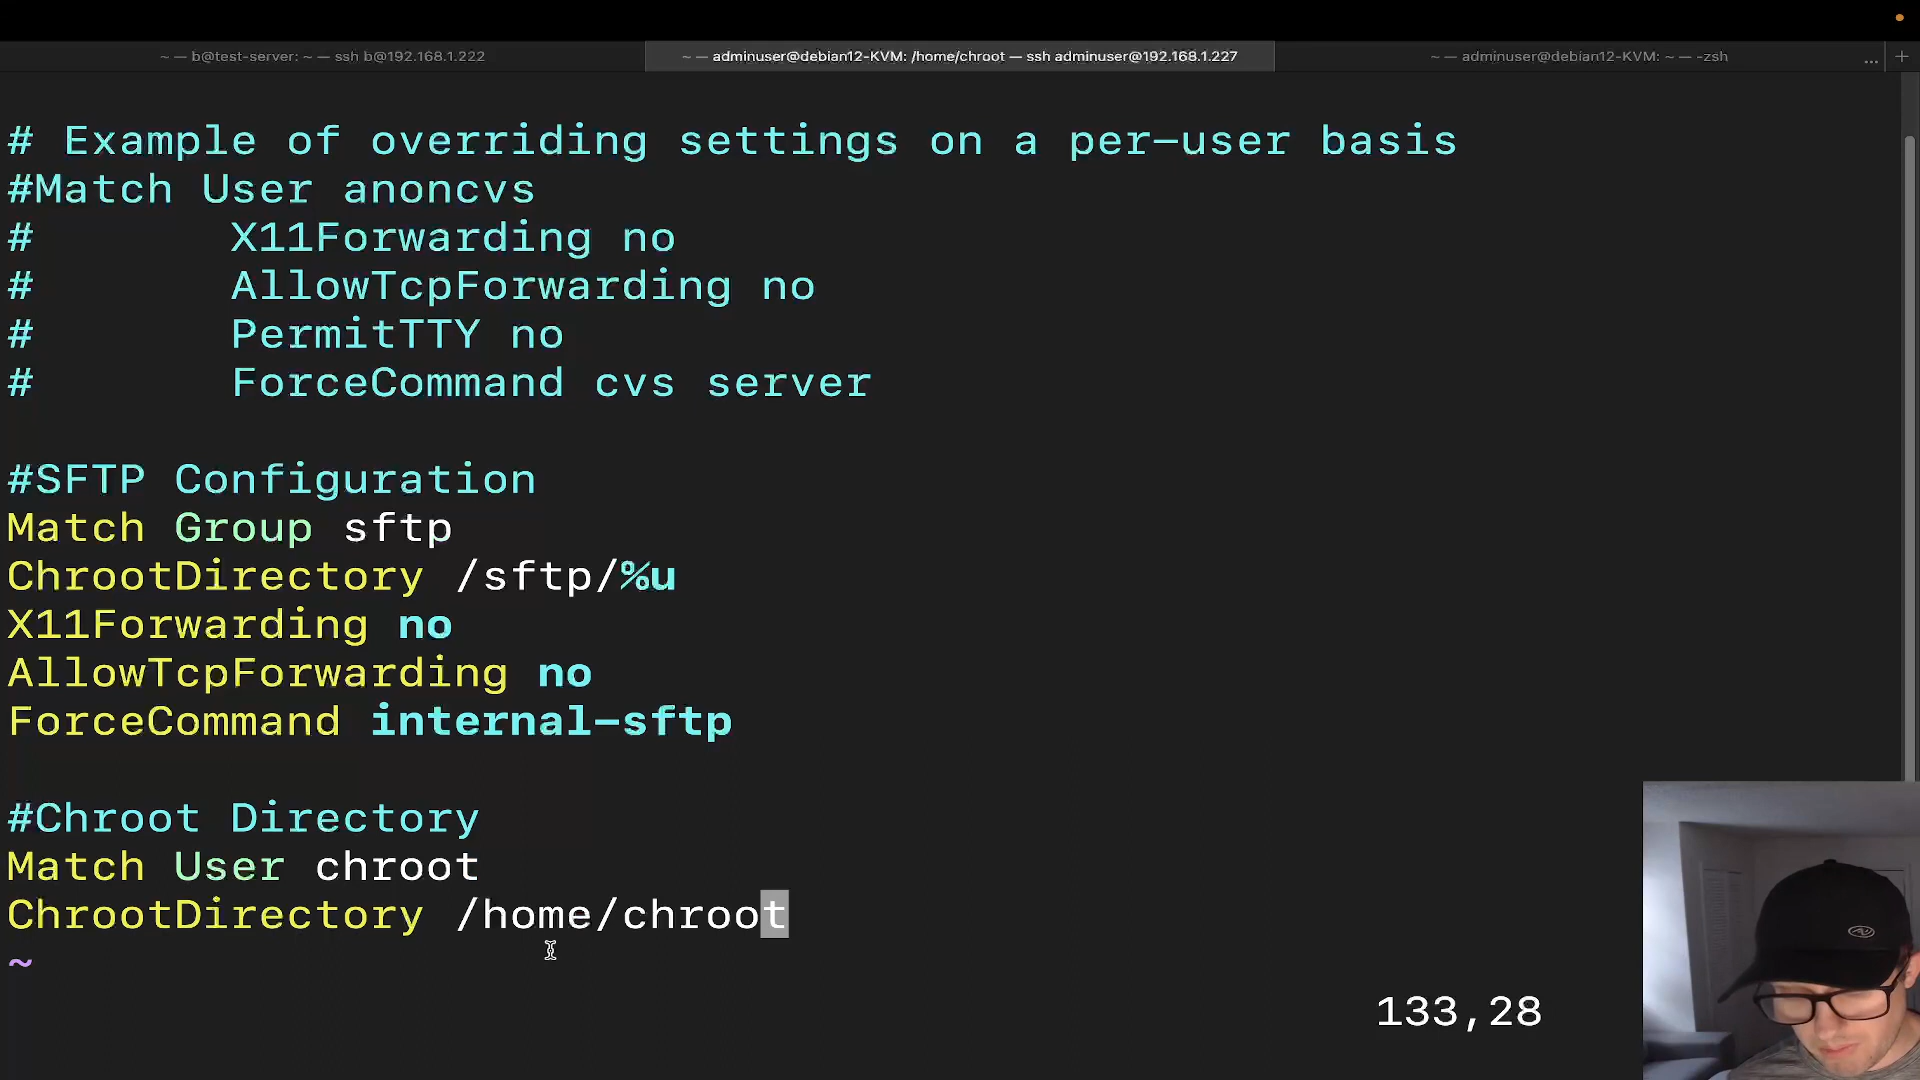 ~ — b@test-server: ~ — ssh b@192.168.1.222
~ — adminuser@debian12-KVM: /home/chroot — ssh adminuser@192.168.1.227
~ — adminuser@debian12-KVM: ~ — -zsh
... +
# Example of overriding settings on a per-user basis
#Match User anoncvs
# X11Forwarding no
# AllowTcpForwarding no
# PermitTTY no
# ForceCommand cvs server
#SFTP Configuration
Match Group sftp
ChrootDirectory /sftp/%u
X11Forwarding no
AllowTcpForwarding no
ForceCommand internal-sftp
#Chroot Directory
Match User chroot
ChrootDirectory /home/chroot
~
133,28